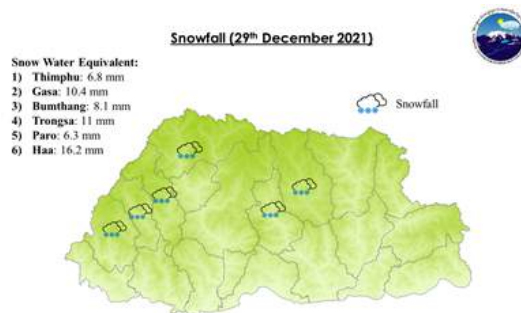 Snowfall (29th December 2021)
Snow Water Equivalent:
1) Thimphu: 6.8 mm
2) Gasa: 10.4 mm
3) Bumthang: 8.1 mm
4) Trongsa: 11 mm
5) Paro: 6.3 mm
6) Haa: 16.2 mm
Snowfall